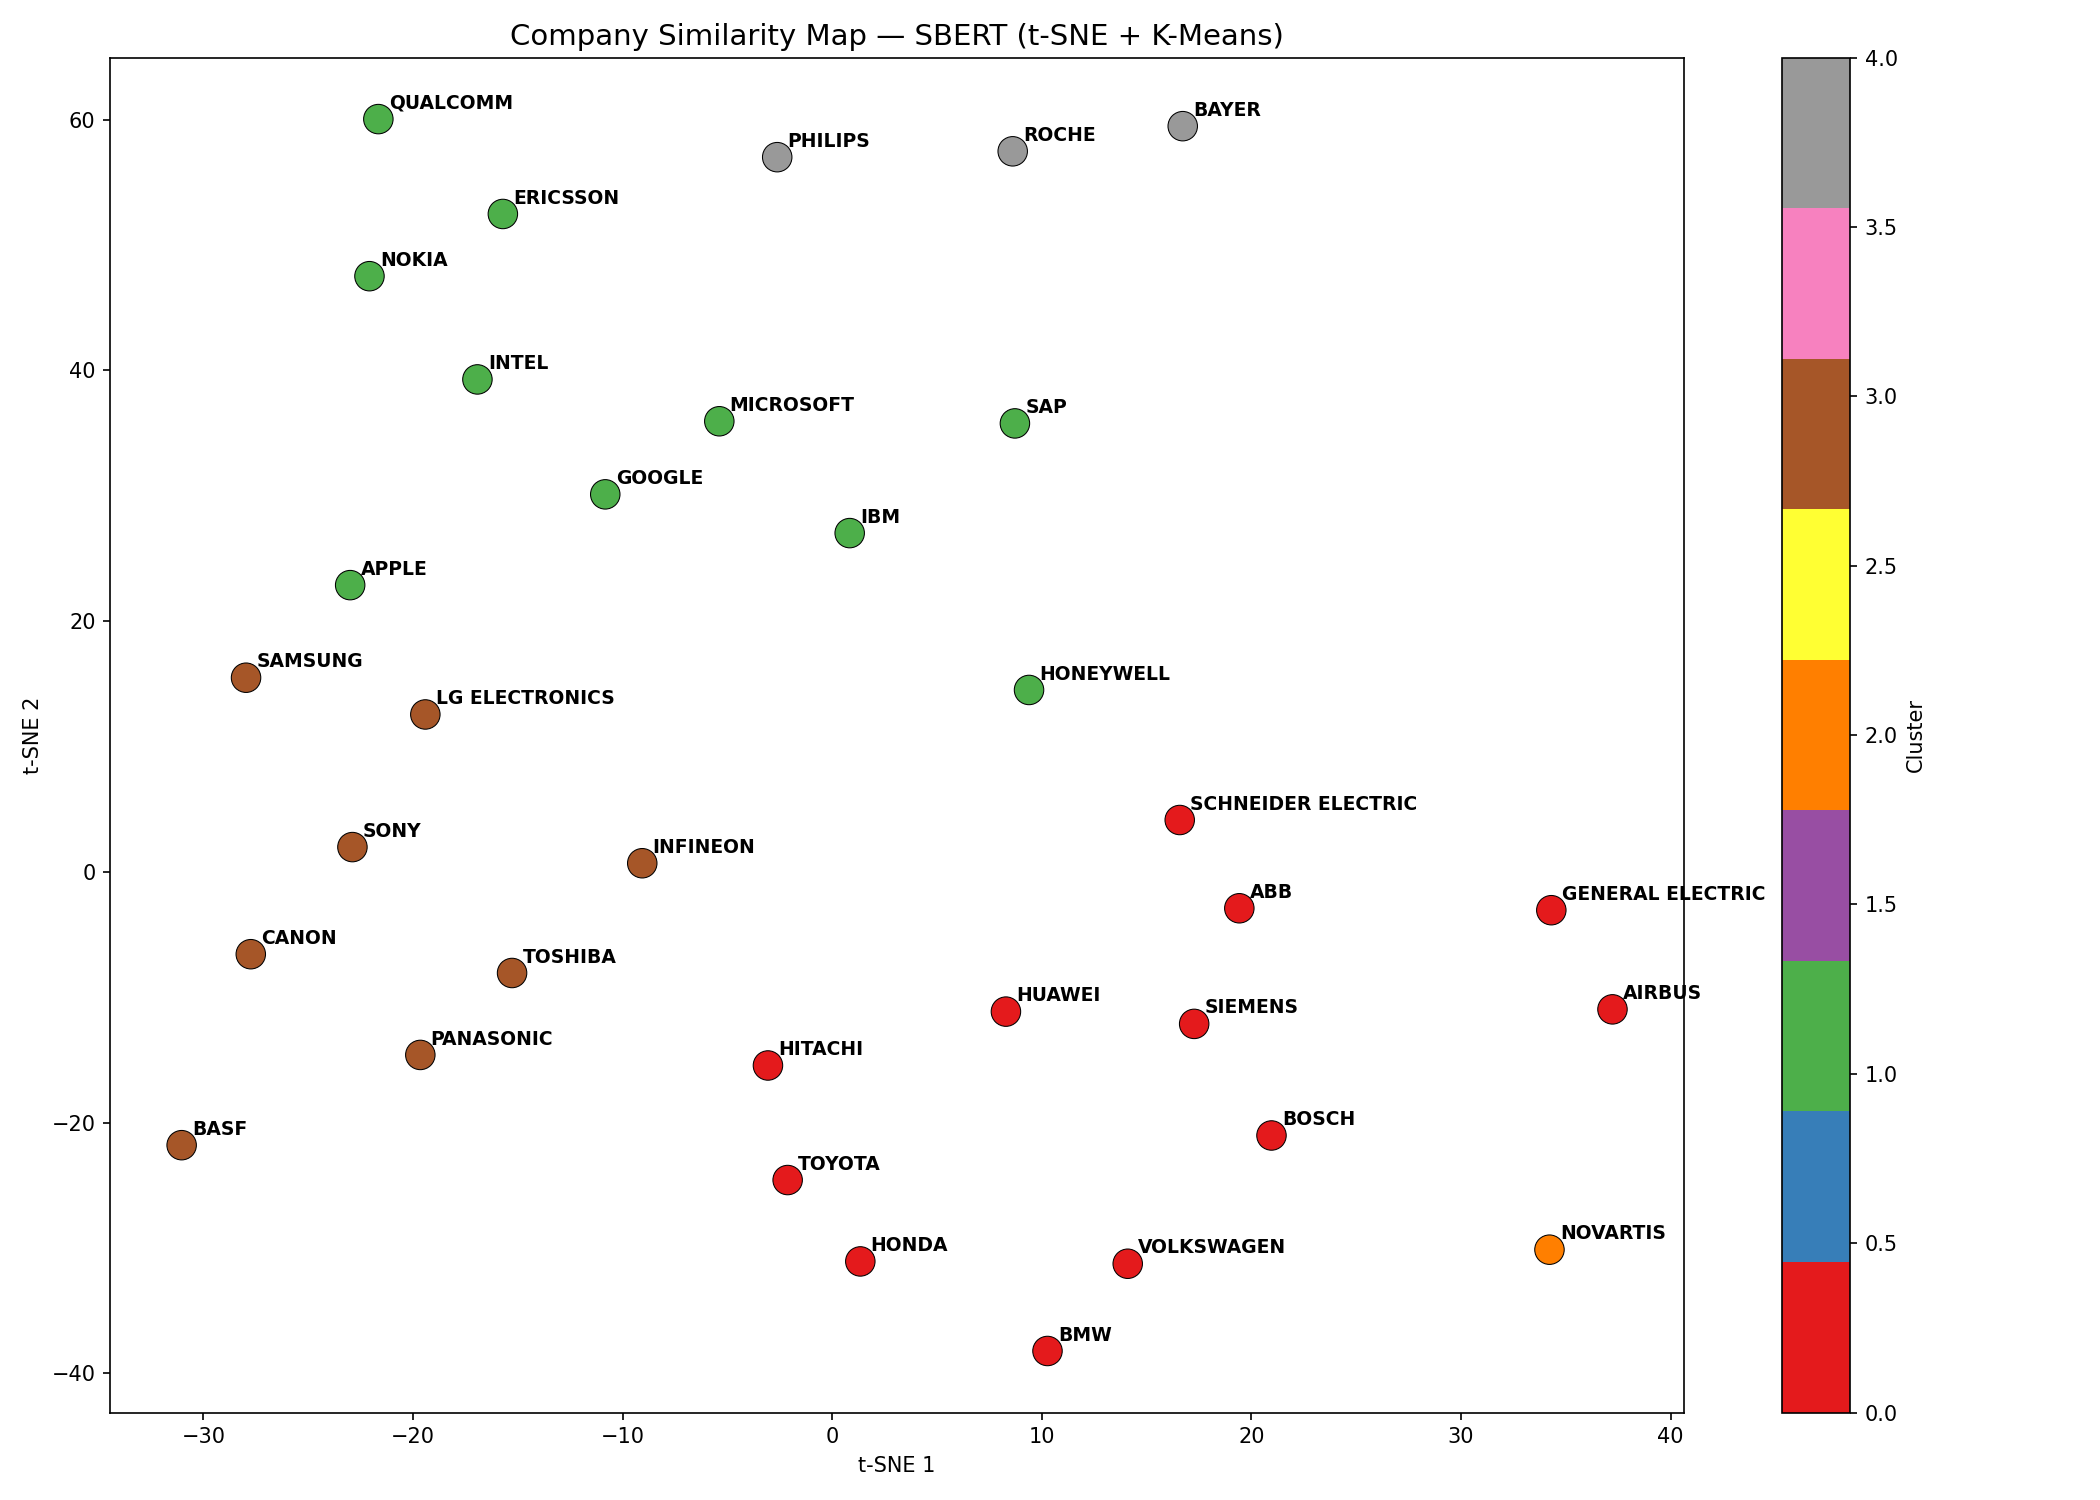 Company Similarity Map — SBERT (t-SNE + K-Means)
QUALCOMM
BAYER
ROCHE
PHILIPS
ERICSSON
NOKIA
INTEL
MICROSOFT
SAP
GOOGLE
IBM
APPLE
SAMSUNG
HONEYWELL
LG ELECTRONICS
SCHNEIDER ELECTRIC
SONY
INFINEON
ABB
GENERAL ELECTRIC
CANON
TOSHIBA
AIRBUS
HUAWEI
SIEMENS
PANASONIC
HITACHI
BOSCH
BASF
TOYOTA
NOVARTIS
HONDA
VOLKSWAGEN
BMW
60
40
20
0
−20
−40
t-SNE 2
−30
−20
−10
0
10
20
30
40
t-SNE 1
4.0
3.5
3.0
2.5
2.0
1.5
1.0
0.5
0.0
Cluster